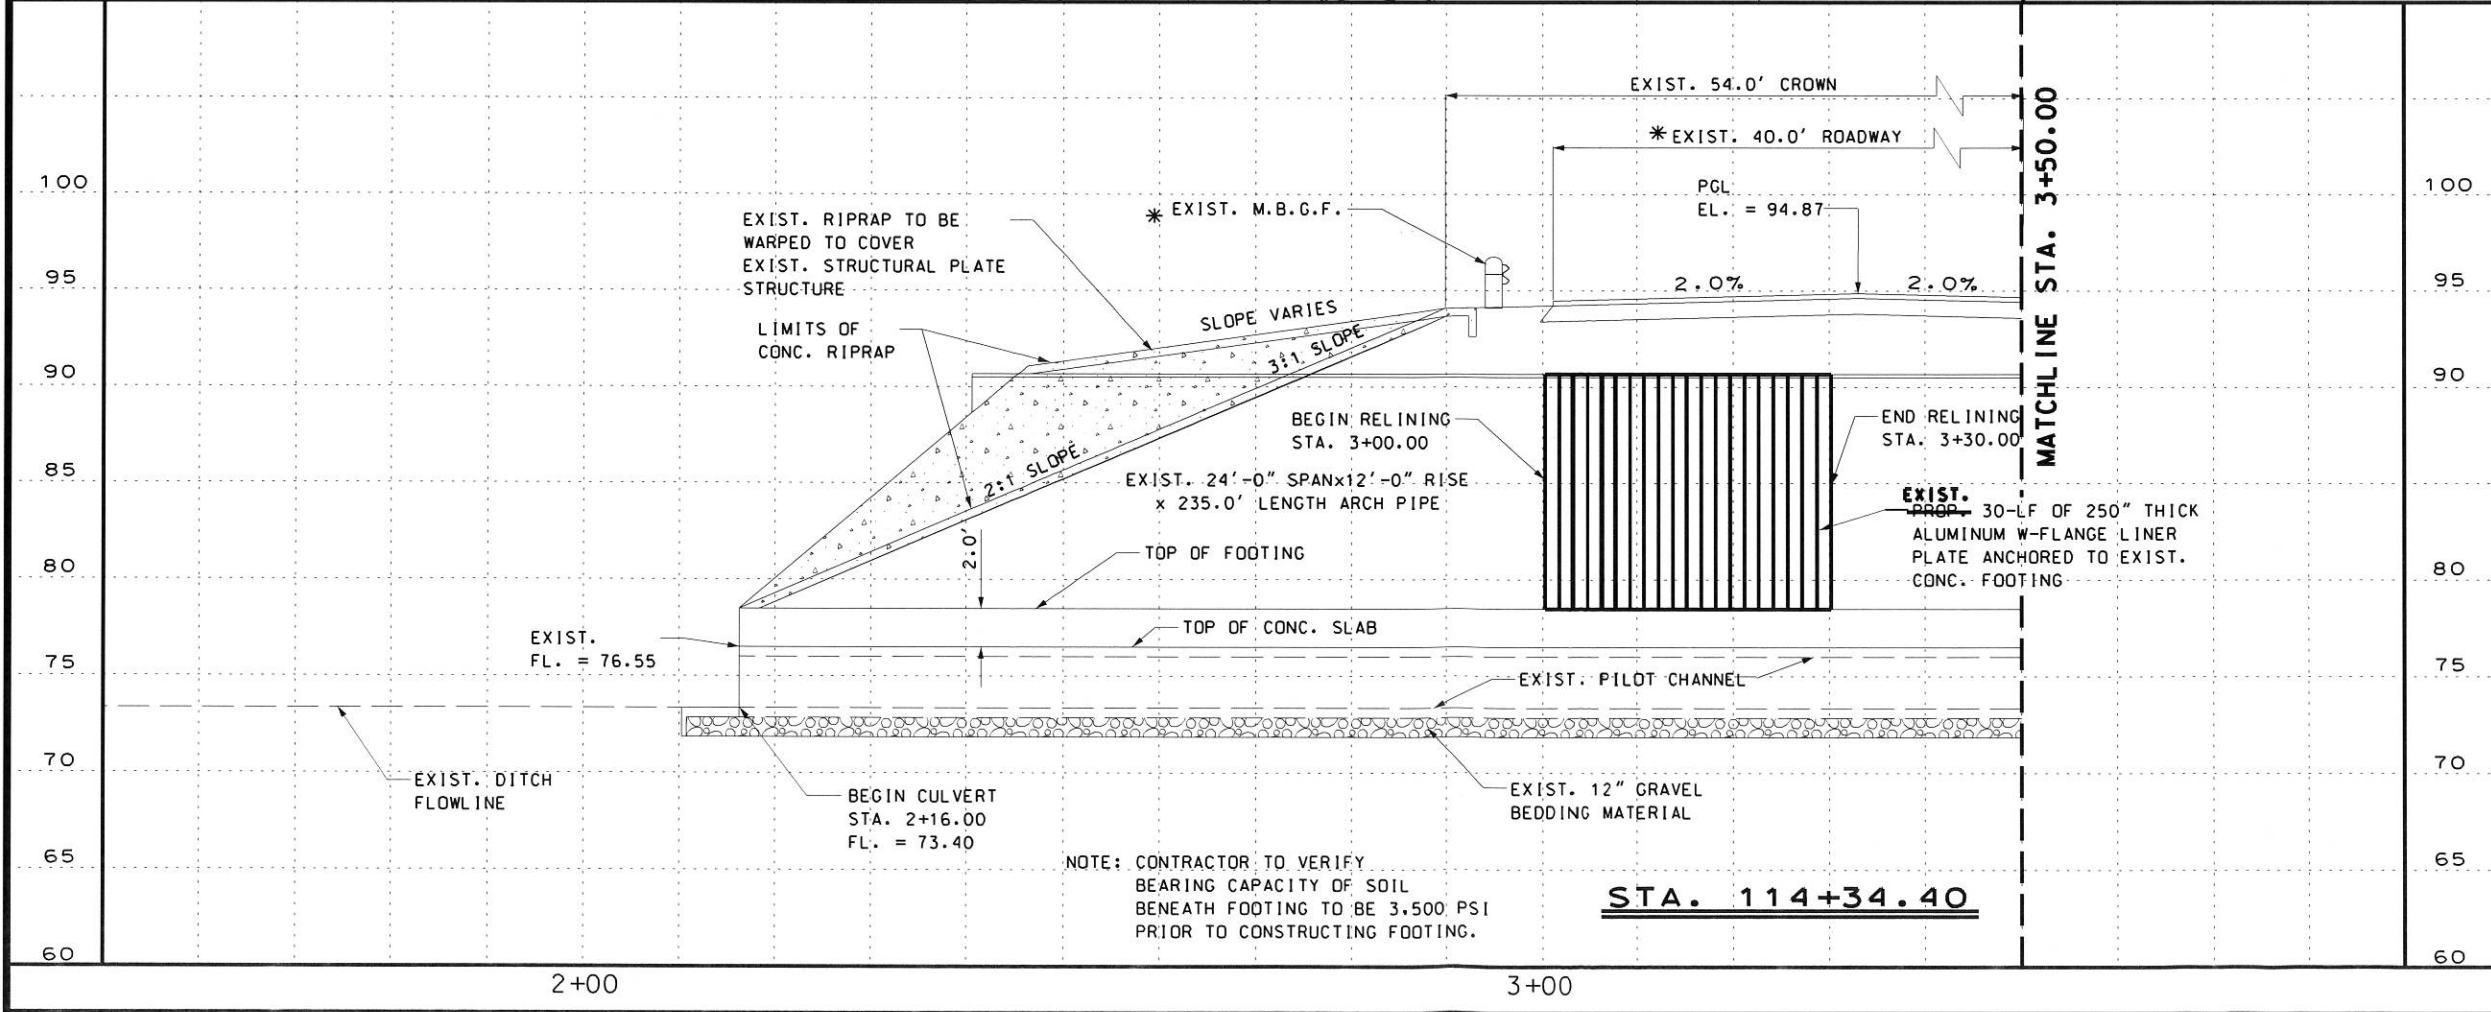 EXIST. 54.0' CROWN
* EXIST. 40.0' ROADWAY
MATCHLINE STA. 3+50.00
PGL
EL. = 94.87
* EXIST. M.B.G.F.
EXIST. RIPRAP TO BE
WARPED TO COVER
EXIST. STRUCTURAL PLATE
STRUCTURE
2.0%
2.0%
SLOPE VARIES
LIMITS OF
CONC. RIPRAP
3:1 SLOPE
2:1 SLOPE
BEGIN RELINING
STA. 3+00.00
END RELINING
STA. 3+30.00
EXIST. 24'-0" SPANx12'-0" RISE
x 235.0' LENGTH ARCH PIPE
EXIST.
PROP. 30-LF OF 250" THICK
ALUMINUM W-FLANGE LINER
PLATE ANCHORED TO EXIST.
CONC. FOOTING
2.0'
TOP OF FOOTING
TOP OF CONC. SLAB
EXIST.
FL. = 76.55
EXIST. PILOT CHANNEL
EXIST. DITCH
FLOWLINE
BEGIN CULVERT
STA. 2+16.00
FL. = 73.40
EXIST. 12" GRAVEL
BEDDING MATERIAL
NOTE: CONTRACTOR TO VERIFY
BEARING CAPACITY OF SOIL
BENEATH FOOTING TO BE 3,500 PSI
PRIOR TO CONSTRUCTING FOOTING.
STA. 114+34.40
100
95
90
85
80
75
70
65
60
100
95
90
80
75
70
65
60
2+00
3+00